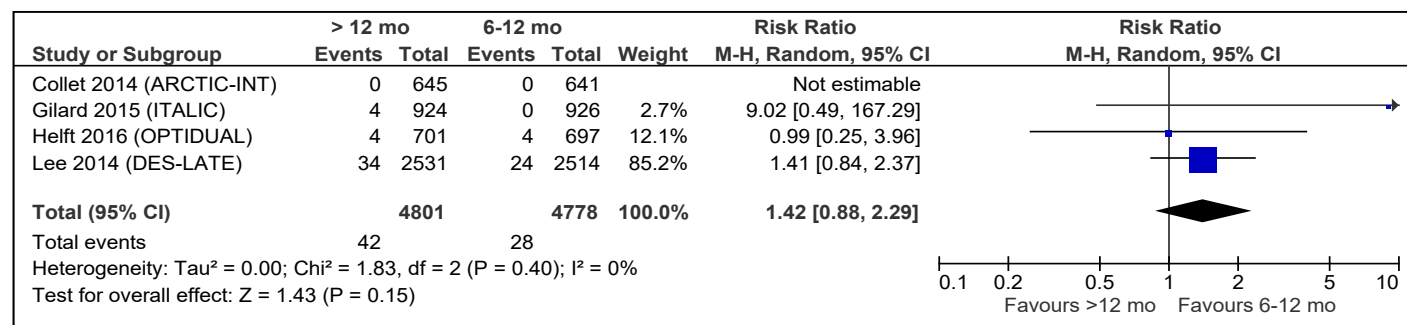 > 12 mo 6-12 mo Risk Ratio Risk Ratio
Study or Subgroup Events Total Events Total Weight M-H, Random, 95% CI M-H, Random, 95% CI
Collet 2014 (ARCTIC-INT) 0 645 0 641 Not estimable
Gilard 2015 (ITALIC) 4 924 0 926 2.7% 9.02 [0.49, 167.29]
Helft 2016 (OPTIDUAL) 4 701 4 697 12.1% 0.99 [0.25, 3.96]
Lee 2014 (DES-LATE) 34 2531 24 2514 85.2% 1.41 [0.84, 2.37]
Total (95% CI) 4801 4778 100.0% 1.42 [0.88, 2.29]
Total events 42 28
Heterogeneity: Tau² = 0.00; Chi² = 1.83, df = 2 (P = 0.40); I² = 0%
Test for overall effect: Z = 1.43 (P = 0.15)
0.1 0.2 0.5 1 2 5 10
Favours >12 mo Favours 6-12 mo